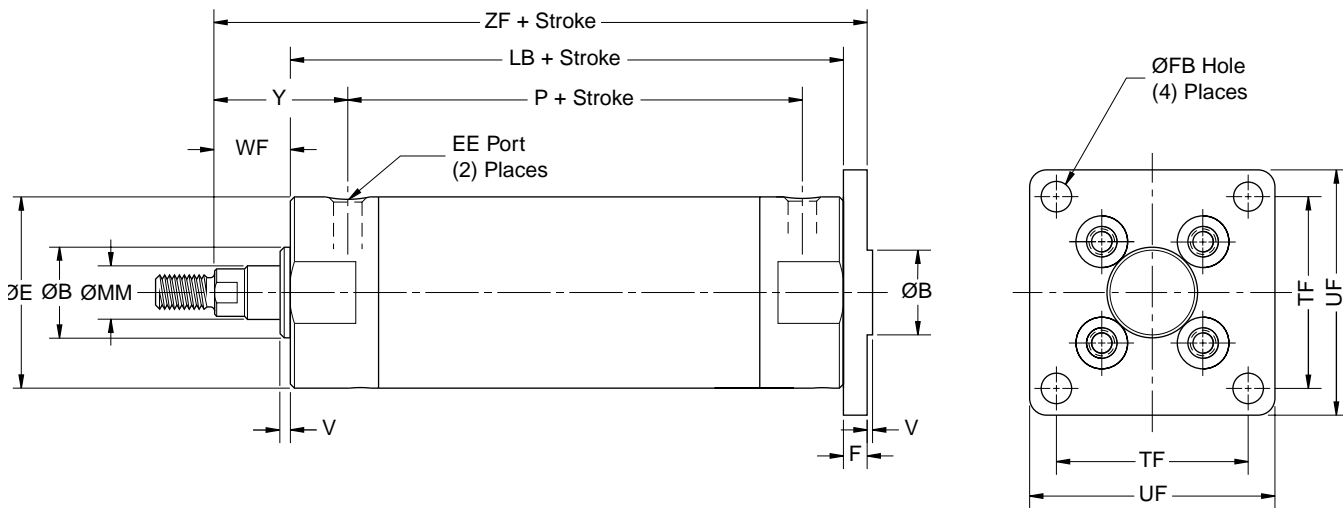 ZF + Stroke
LB + Stroke
Y
P + Stroke
WF
EE Port
(2) Places
ØE
ØB
ØMM
ØB
V
V
F
ØFB Hole
(4) Places
TF
UF
TF
UF